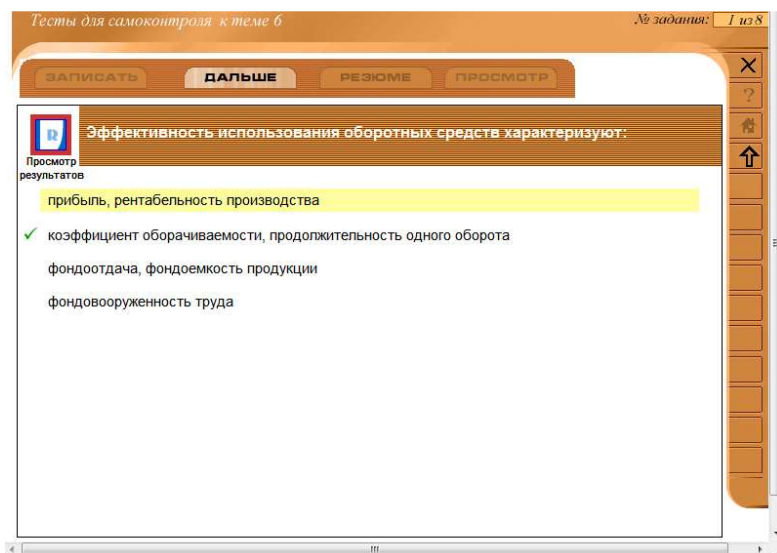 Тесты для самоконтроля к теме 6
№ задания: 1 из 8
ЗАПИСАТЬ ДАЛЬШЕ РЕЗЮМЕ ПРОСМОТР
?
R
Просмотр результатов
Эффективность использования оборотных средств характеризуют:
прибыль, рентабельность производства
коэффициент оборачиваемости, продолжительность одного оборота
фондоотдача, фондоемкость продукции
фондовооруженность труда